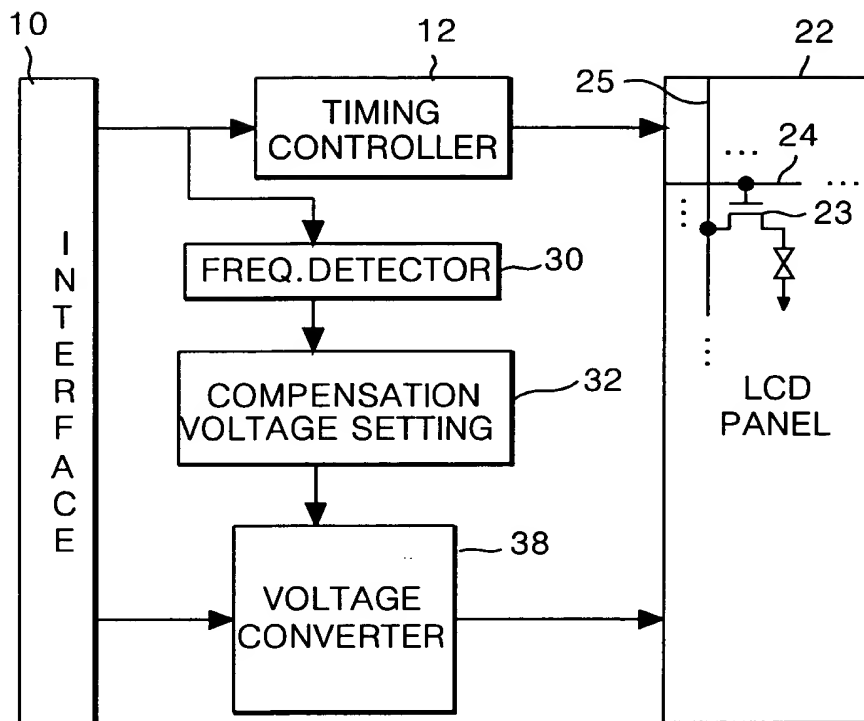 10
12
22
25
TIMING
CONTROLLER
...
24
...
...
23
FREQ.DETECTOR
30
INTERFACE
COMPENSATION
VOLTAGE SETTING
32
...
LCD
PANEL
38
VOLTAGE
CONVERTER